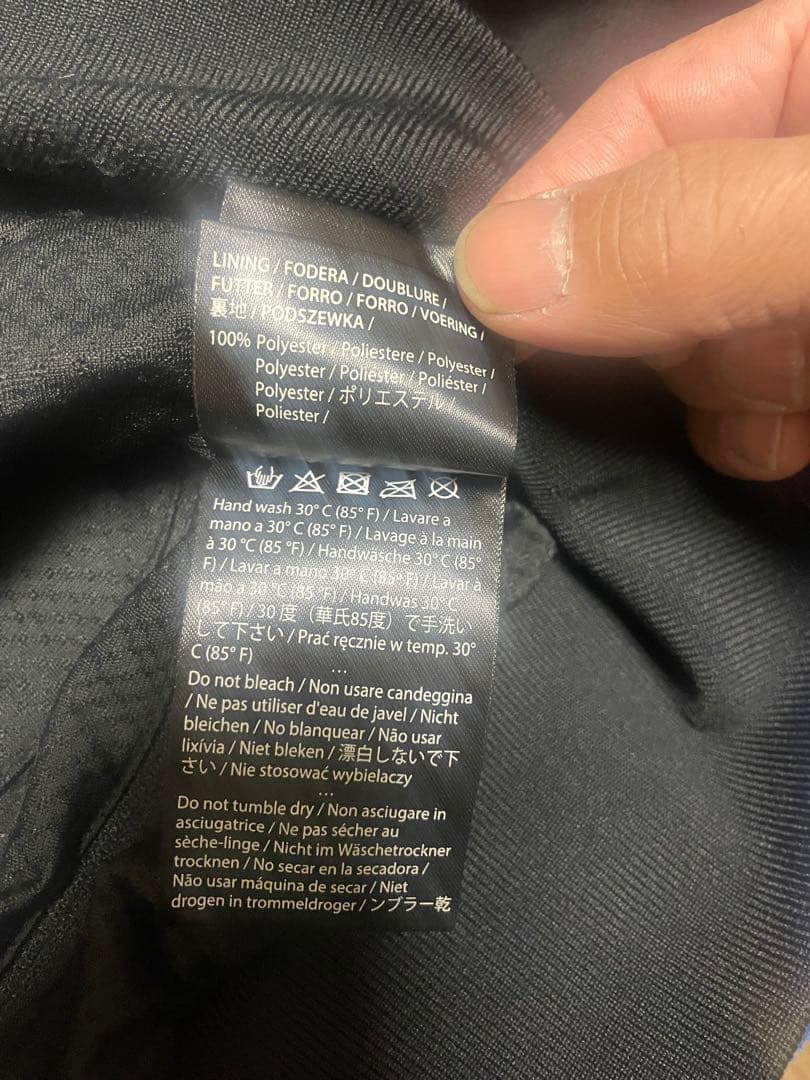 LINING / FODERA / DOUBLURE /
FUTTER / FORRO / FORRO / VOERING /
裏地 / PODSZEWKA /
100% Polyester / Poliestere / Polyester /
Polyester / Poliester / Poliéster /
Polyester / ポリエステル /
Poliester /
Hand wash 30° C (85° F) / Lavare a
mano a 30° C (85° F) / Lavage à la main
à 30 °C (85 °F) / Handwäsche 30° C (85°
F) / Lavar a mano 30° C (85° F) / Lavar à
mão a 30 °C (85 °F) / Handwas 30° C
(85° F) / 30 度（華氏85度）で手洗い
して下さい / Prać ręcznie w temp. 30°
C (85° F)
...
Do not bleach / Non usare candeggina
/ Ne pas utiliser d'eau de javel / Nicht
bleichen / No blanquear / Não usar
lixívia / Niet bleken / 漂白しないで下
さい / Nie stosować wybielaczy
...
Do not tumble dry / Non asciugare in
asciugatrice / Ne pas sécher au
sèche-linge / Nicht im Wäschetrockner
trocknen / No secar en la secadora /
Não usar máquina de secar / Niet
drogen in trommeldroger / ンブラー乾